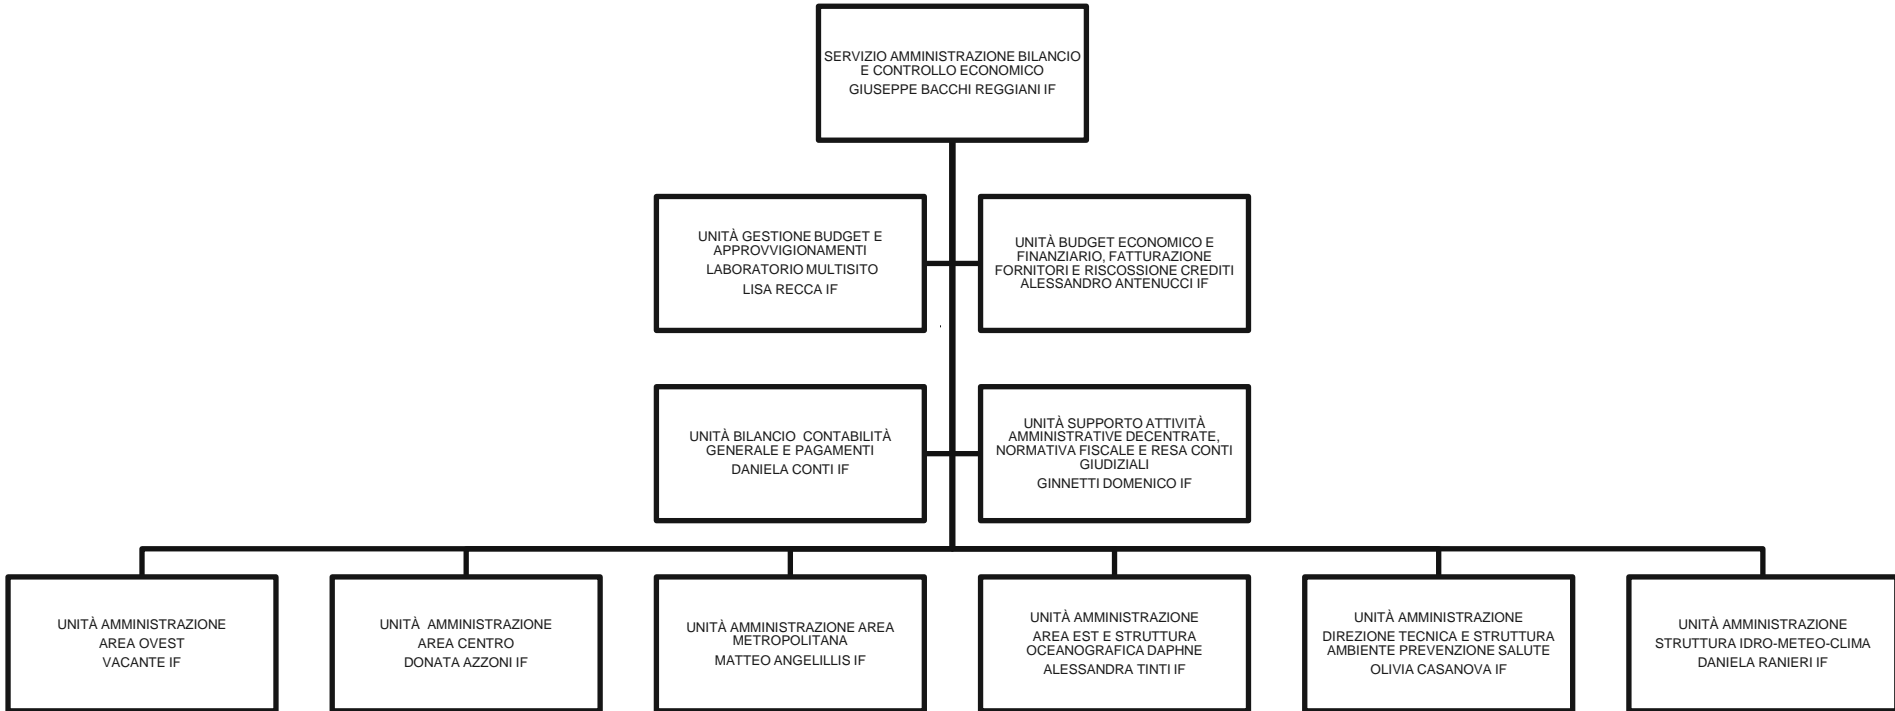 SERVIZIO AMMINISTRAZIONE BILANCIO
E CONTROLLO ECONOMICO
GIUSEPPE BACCHI REGGIANI IF
UNITÀ GESTIONE BUDGET E
APPROVVIGIONAMENTI
LABORATORIO MULTISITO
LISA RECCA IF
UNITÀ BUDGET ECONOMICO E
FINANZIARIO, FATTURAZIONE
FORNITORI E RISCOSSIONE CREDITI
ALESSANDRO ANTENUCCI IF
UNITÀ BILANCIO CONTABILITÀ
GENERALE E PAGAMENTI
DANIELA CONTI IF
UNITÀ SUPPORTO ATTIVITÀ
AMMINISTRATIVE DECENTRATE,
NORMATIVA FISCALE E RESA CONTI
GIUDIZIALI
GINNETTI DOMENICO IF
UNITÀ AMMINISTRAZIONE
AREA OVEST
VACANTE IF
UNITÀ AMMINISTRAZIONE
AREA CENTRO
DONATA AZZONI IF
UNITÀ AMMINISTRAZIONE AREA
METROPOLITANA
MATTEO ANGELILLIS IF
UNITÀ AMMINISTRAZIONE
AREA EST E STRUTTURA
OCEANOGRAFICA DAPHNE
ALESSANDRA TINTI IF
UNITÀ AMMINISTRAZIONE
DIREZIONE TECNICA E STRUTTURA
AMBIENTE PREVENZIONE SALUTE
OLIVIA CASANOVA IF
UNITÀ AMMINISTRAZIONE
STRUTTURA IDRO-METEO-CLIMA
DANIELA RANIERI IF